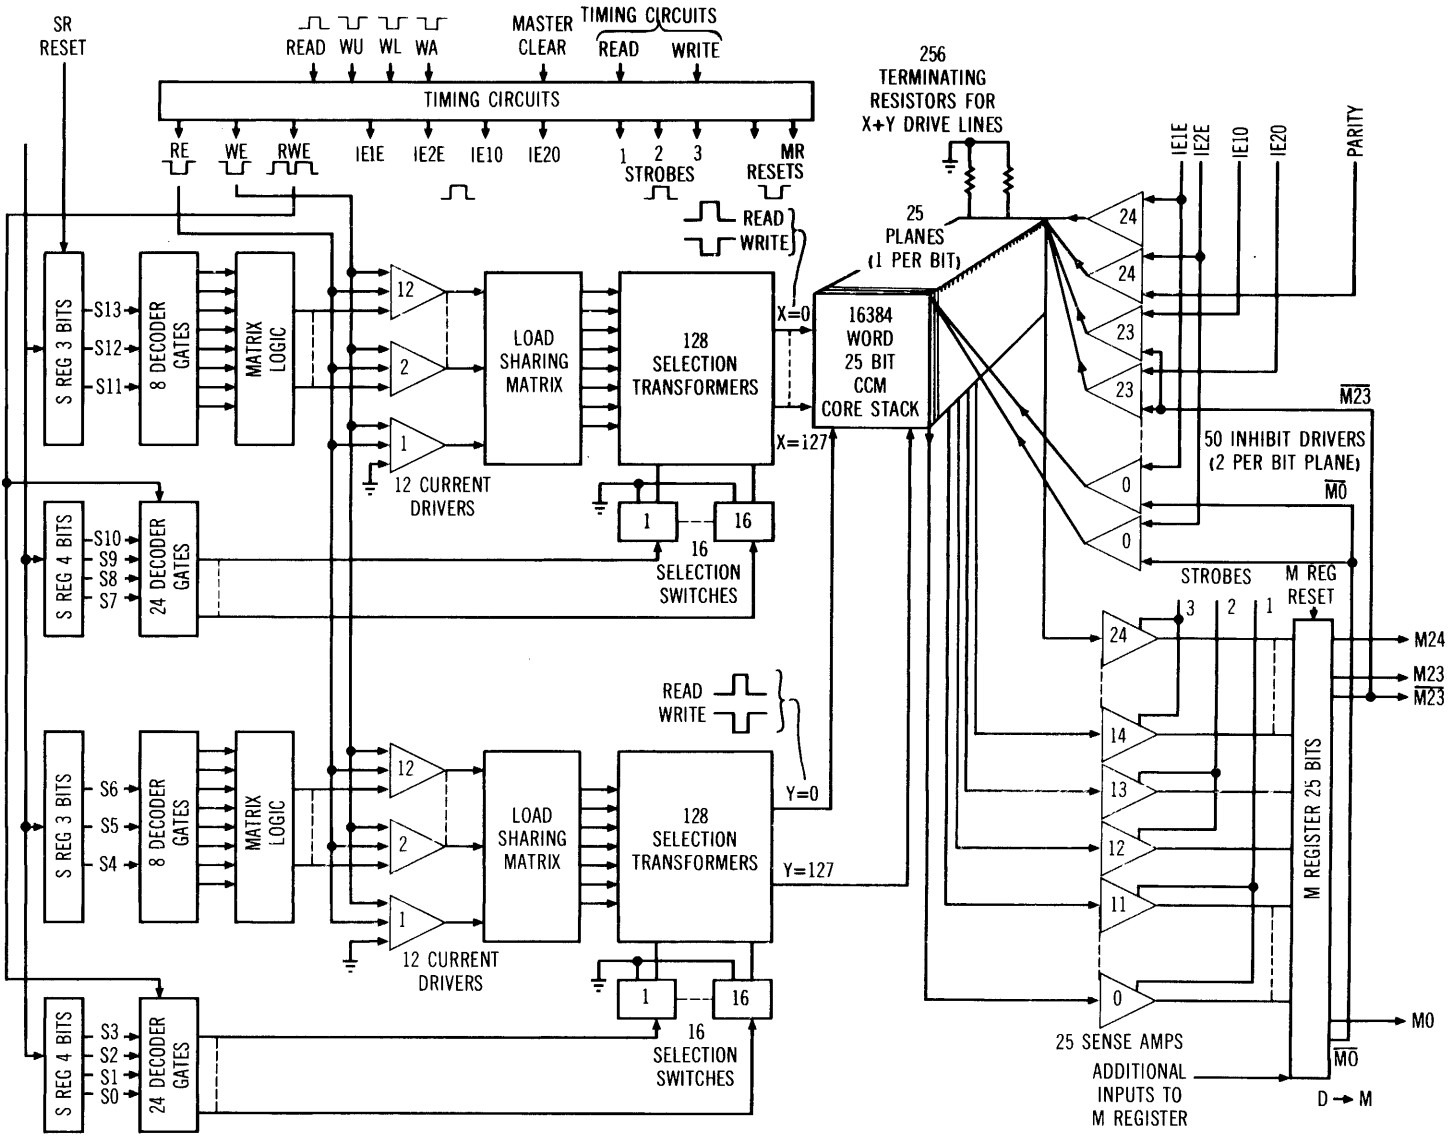 SR
RESET
READ WU WL WA
MASTER
CLEAR
TIMING CIRCUITS
READ WRITE
TIMING CIRCUITS
RE WE RWE IE1E IE2E IE10 IE20 1 2 3 MR
STROBES
RESETS
READ
WRITE
256
TERMINATING
RESISTORS FOR
X+Y DRIVE LINES
25
PLANES
(1 PER BIT)
IE1E
IE2E
IE10
IE20
PARITY
24
24
23
23
0
0
M23
M0
50 INHIBIT DRIVERS
(2 PER BIT PLANE)
S REG 3 BITS
S13
S12
S11
8 DECODER
GATES
MATRIX
LOGIC
12
2
1
12 CURRENT
DRIVERS
LOAD
SHARING
MATRIX
128
SELECTION
TRANSFORMERS
X=0
X=127
16384
WORD
25 BIT
CCM
CORE STACK
S REG 4 BITS
S10
S9
S8
S7
24 DECODER
GATES
1 16
16
SELECTION
SWITCHES
READ
WRITE
S REG 3 BITS
S6
S5
S4
8 DECODER
GATES
MATRIX
LOGIC
12
2
1
12 CURRENT
DRIVERS
LOAD
SHARING
MATRIX
128
SELECTION
TRANSFORMERS
Y=0
Y=127
S REG 4 BITS
S3
S2
S1
S0
24 DECODER
GATES
1 16
16
SELECTION
SWITCHES
STROBES
3 2 1
M REG
RESET
24
14
13
12
11
0
25 SENSE AMPS
M REGISTER 25 BITS
M24
M23
M23
M0
M0
ADDITIONAL
INPUTS TO
M REGISTER
D → M